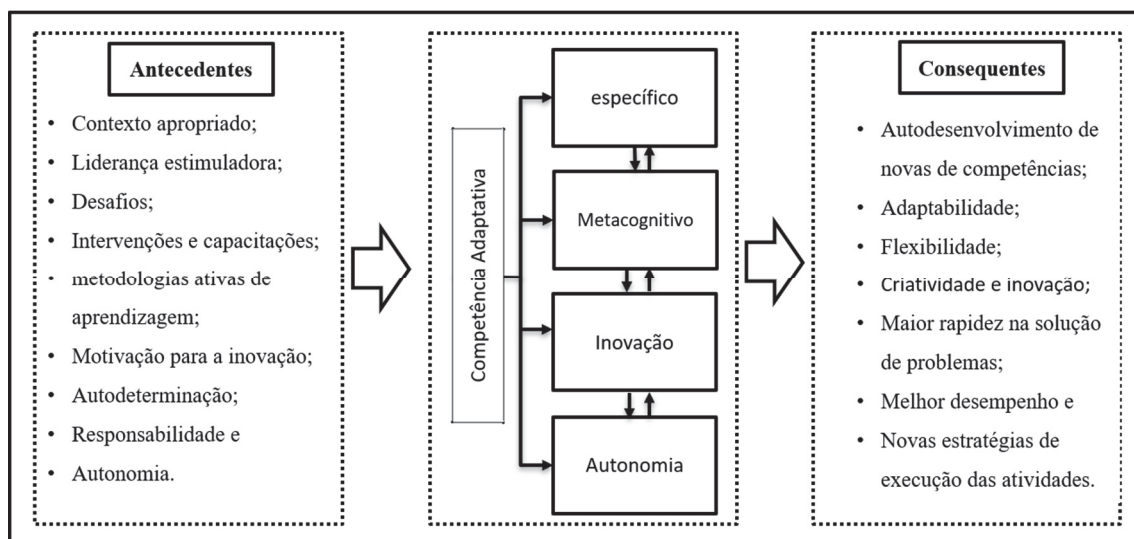 Antecedentes
• Contexto apropriado;
• Liderança estimuladora;
• Desafios;
• Intervenções e capacitações;
• metodologias ativas de
aprendizagem;
• Motivação para a inovação;
• Autodeterminação;
• Responsabilidade e
• Autonomia.
Competência Adaptativa
específico
Metacognitivo
Inovação
Autonomia
Consequentes
• Autodesenvolvimento de
novas de competências;
• Adaptabilidade;
• Flexibilidade;
• Criatividade e inovação;
• Maior rapidez na solução
de problemas;
• Melhor desempenho e
• Novas estratégias de
execução das atividades.